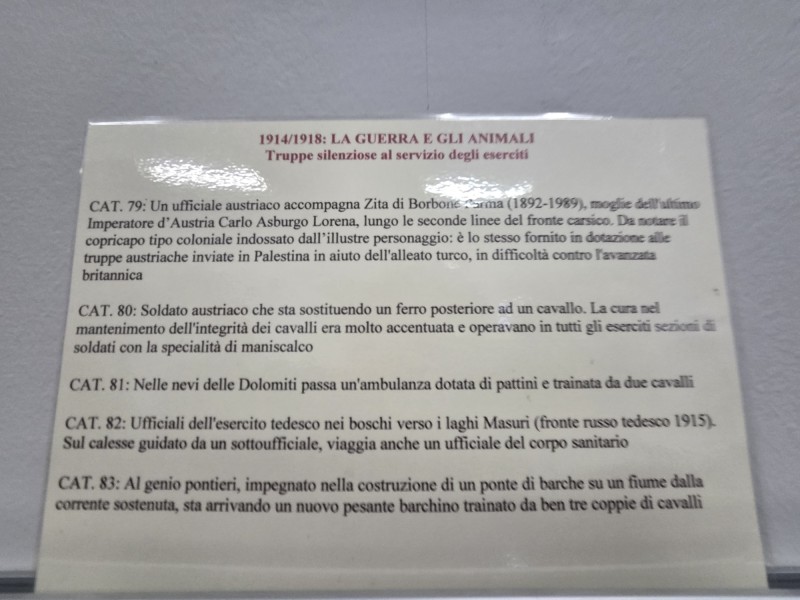 1914/1918: LA GUERRA E GLI ANIMALI
Truppe silenziose al servizio degli eserciti
CAT. 79: Un ufficiale austriaco accompagna Zita di Borbone Parma (1892-1989), moglie dell'ultimo
Imperatore d'Austria Carlo Asburgo Lorena, lungo le seconde linee del fronte carsico. Da notare il
copricapo tipo coloniale indossato dall'illustre personaggio: è lo stesso fornito in dotazione alle
truppe austriache inviate in Palestina in aiuto dell'alleato turco, in difficoltà contro l'avanzata
britannica
CAT. 80: Soldato austriaco che sta sostituendo un ferro posteriore ad un cavallo. La cura nel
mantenimento dell'integrità dei cavalli era molto accentuata e operavano in tutti gli eserciti sezioni di
soldati con la specialità di maniscalco
CAT. 81: Nelle nevi delle Dolomiti passa un'ambulanza dotata di pattini e trainata da due cavalli
CAT. 82: Ufficiali dell'esercito tedesco nei boschi verso i laghi Masuri (fronte russo tedesco 1915).
Sul calesse guidato da un sottoufficiale, viaggia anche un ufficiale del corpo sanitario
CAT. 83: Al genio pontieri, impegnato nella costruzione di un ponte di barche su un fiume dalla
corrente sostenuta, sta arrivando un nuovo pesante barchino trainato da ben tre coppie di cavalli